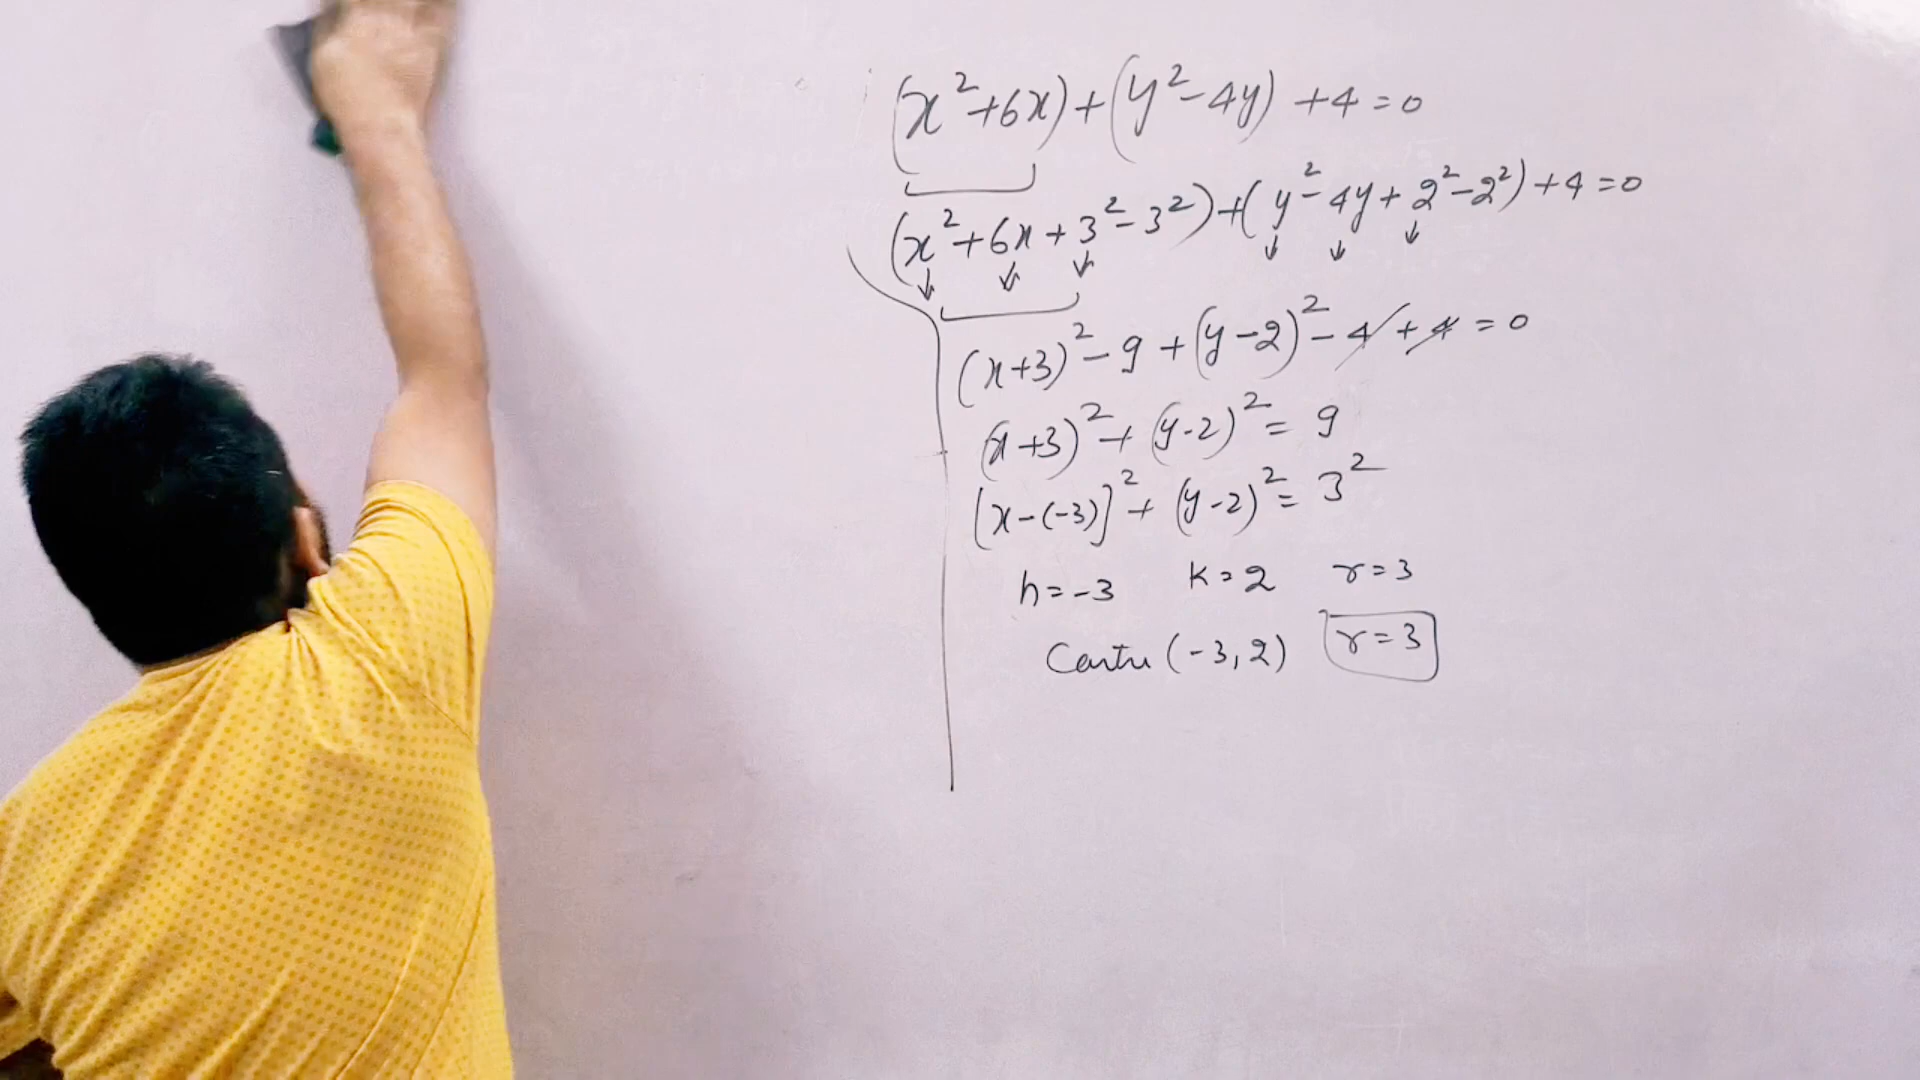 (x²+6x)+(y²-4y)+4=0
(x²+6x+3²-3²)+(y²-4y+2²-2²)+4=0
(x+3)²-9+(y-2)²-4+4=0
(x+3)²+(y-2)²=9
[x-(-3)]²+(y-2)²=3²
h=-3 k=2 r=3
Centre (-3,2) r=3